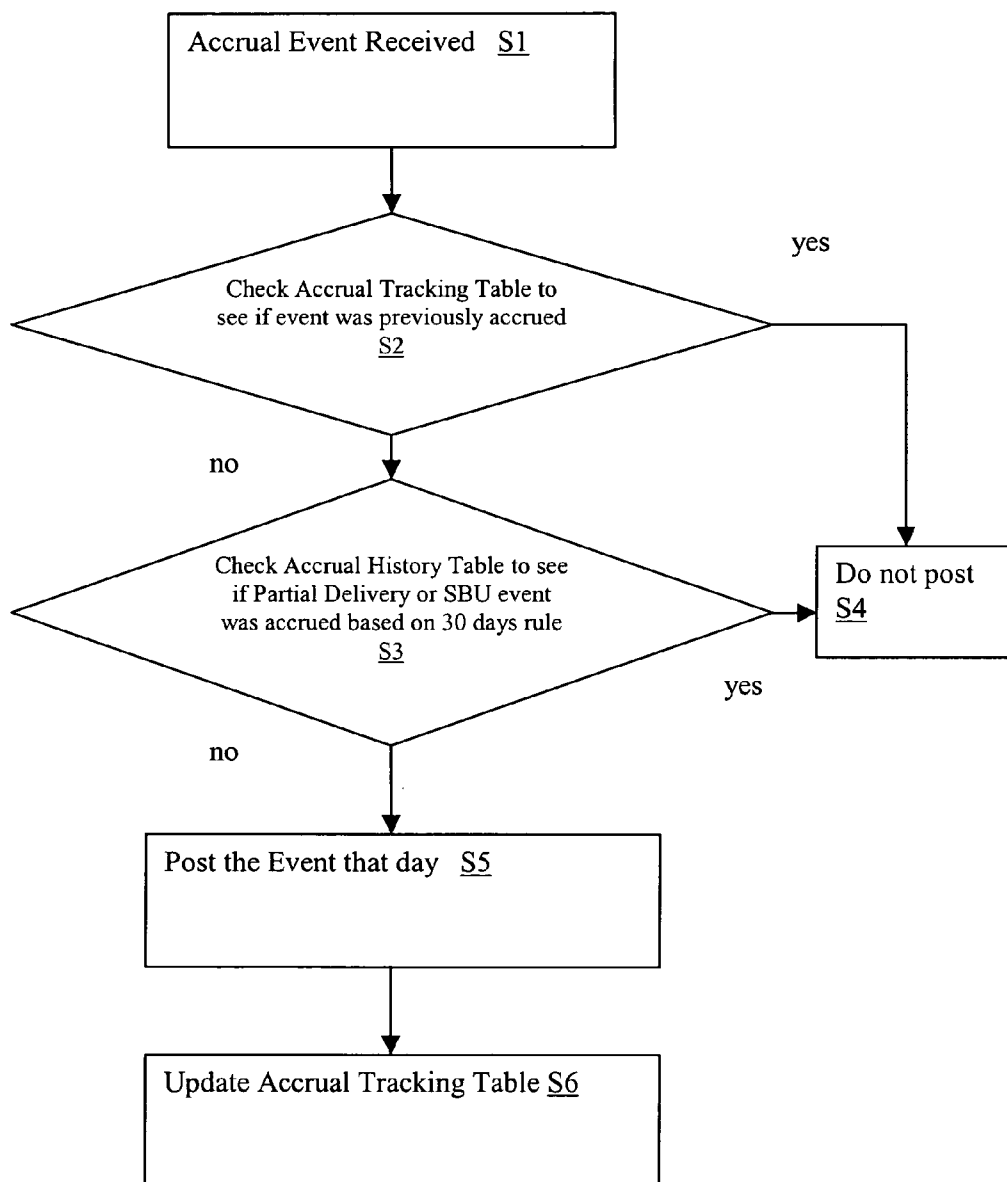 Accrual Event Received S1
yes
Check Accrual Tracking Table to
see if event was previously accrued
S2
no
Check Accrual History Table to see
if Partial Delivery or SBU event
was accrued based on 30 days rule
S3
Do not post
S4
yes
no
Post the Event that day S5
Update Accrual Tracking Table S6